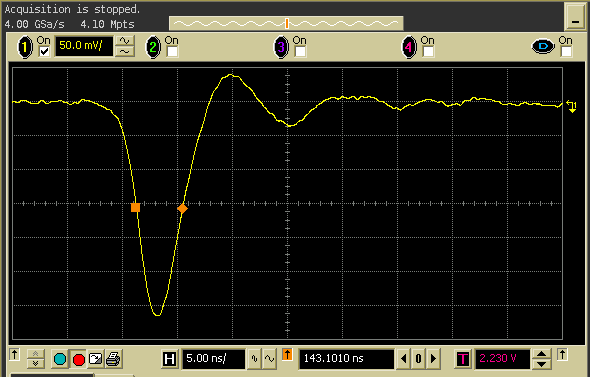 Acquisition is stopped.
4.00 GSa/s 4.10 Mpts
1 On 50.0 mV/ 2 On 3 On 4 On D On
1
H 5.00 ns/ 143.1010 ns 0 T 2.230 V